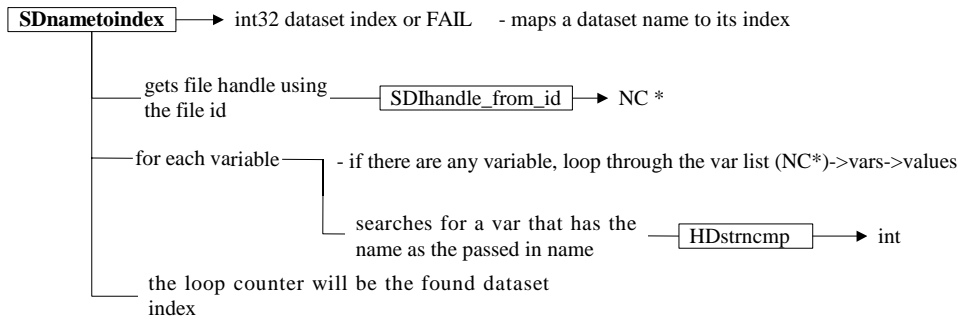 SDnametoindex int32 dataset index or FAIL - maps a dataset name to its index
gets file handle using
the file id
SDIhandle_from_id NC *
for each variable - if there are any variable, loop through the var list (NC*)->vars->values
searches for a var that has the
name as the passed in name
HDstrncmp int
the loop counter will be the found dataset
index